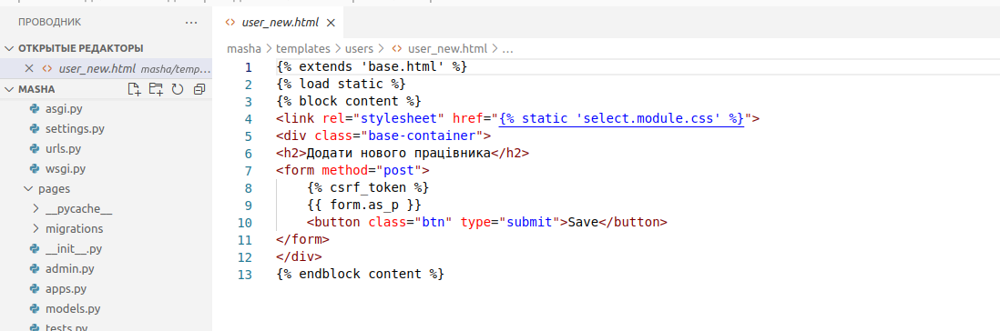 ПРОВОДНИК ...
ОТКРЫТЫЕ РЕДАКТОРЫ
user_new.html masha/temp...
MASHA
asgi.py
settings.py
urls.py
wsgi.py
pages
__pycache__
migrations
__init__.py
admin.py
apps.py
models.py
tests.py
user_new.html
masha > templates > users > user_new.html > ...
1 {% extends 'base.html' %}
2 {% load static %}
3 {% block content %}
4 <link rel="stylesheet" href="{% static 'select.module.css' %}">
5 <div class="base-container">
6 <h2>Додати нового працівника</h2>
7 <form method="post">
8 {% csrf_token %}
9 {{ form.as_p }}
10 <button class="btn" type="submit">Save</button>
11 </form>
12 </div>
13 {% endblock content %}